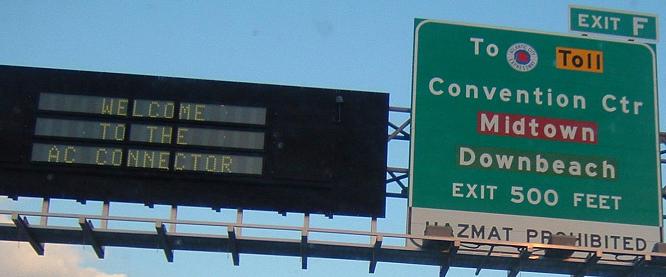 WELCOME
TO THE
AC CONNECTOR
EXIT F
To Toll
Convention Ctr
Midtown
Downbeach
EXIT 500 FEET
HAZMAT PROHIBITED